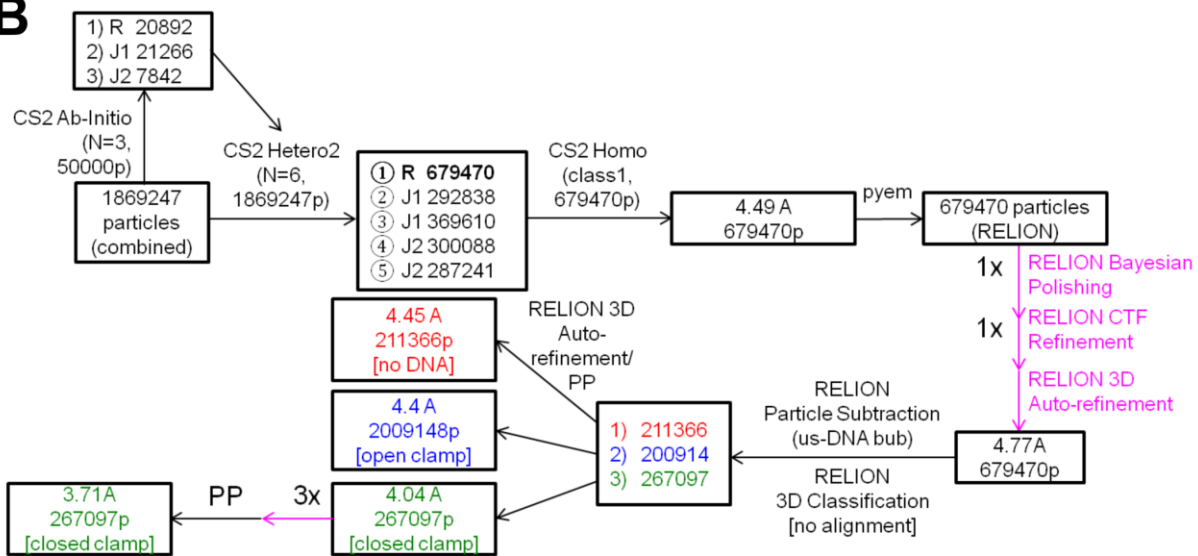 B
1) R 20892
2) J1 21266
3) J2 7842
CS2 Ab-Initio
(N=3,
50000p)
1869247
particles
(combined)
CS2 Hetero2
(N=6,
1869247p)
① R 679470
② J1 292838
③ J1 369610
④ J2 300088
⑤ J2 287241
CS2 Homo
(class1,
679470p)
4.49 A
679470p
pyem
679470 particles
(RELION)
1x
RELION Bayesian
Polishing
1x
RELION CTF
Refinement
RELION 3D
Auto-refinement
4.77A
679470p
RELION
Particle Subtraction
(us-DNA bub)
RELION
3D Classification
[no alignment]
1) 211366
2) 200914
3) 267097
RELION 3D
Auto-
refinement/
PP
4.45 A
211366p
[no DNA]
4.4 A
2009148p
[open clamp]
4.04 A
267097p
[closed clamp]
3x
PP
3.71A
267097p
[closed clamp]